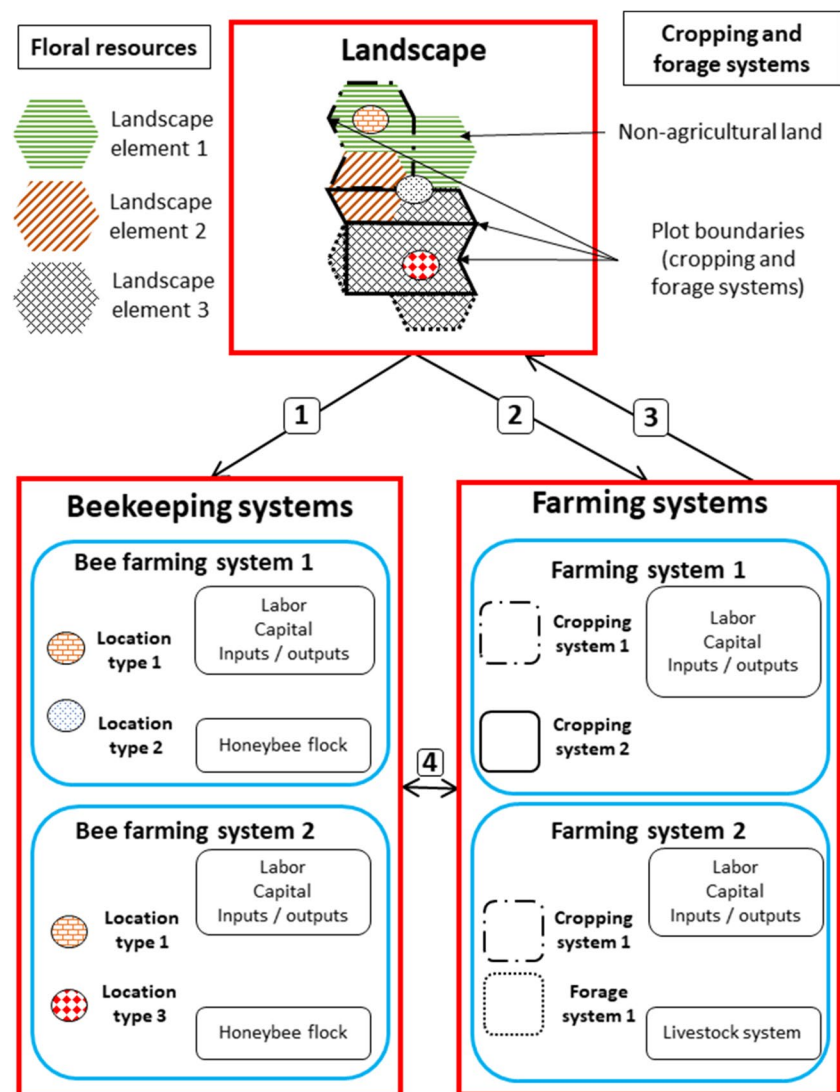 Floral resources
Landscape
element 1
Landscape
element 2
Landscape
element 3
Landscape
Cropping and
forage systems
Non-agricultural land
Plot boundaries
(cropping and
forage systems)
1
2
3
Beekeeping systems
Bee farming system 1
Labor
Capital
Inputs / outputs
Location
type 1
Location
type 2
Honeybee flock
Bee farming system 2
Labor
Capital
Inputs / outputs
Location
type 1
Location
type 3
Honeybee flock
4
Farming systems
Farming system 1
Cropping
system 1
Labor
Capital
Inputs / outputs
Cropping
system 2
Farming system 2
Labor
Capital
Inputs / outputs
Cropping
system 1
Forage
system 1
Livestock system